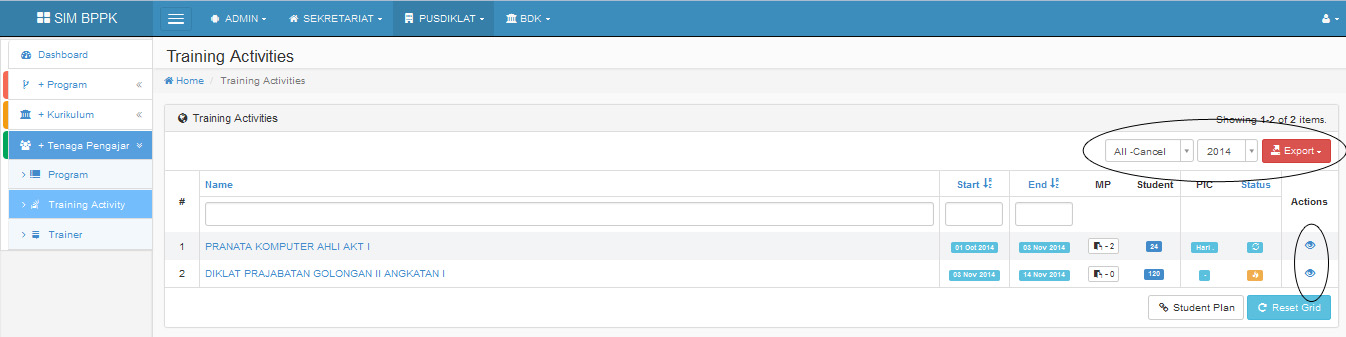 SIM BPPK ADMIN SEKRETARIAT PUSDIKLAT BDK
Dashboard
+ Program
+ Kurikulum
+ Tenaga Pengajar
Program
Training Activity
Trainer
Training Activities
Home / Training Activities
Training Activities Showing 1-2 of 2 items.
All -Cancel 2014 Export
# Name Start End MP Student PIC Status Actions
1 PRANATA KOMPUTER AHLI AKT I 01 Oct 2014 03 Nov 2014 - 2 24 Hari .
2 DIKLAT PRAJABATAN GOLONGAN II ANGKATAN I 03 Nov 2014 14 Nov 2014 - 0 120 -
Student Plan Reset Grid